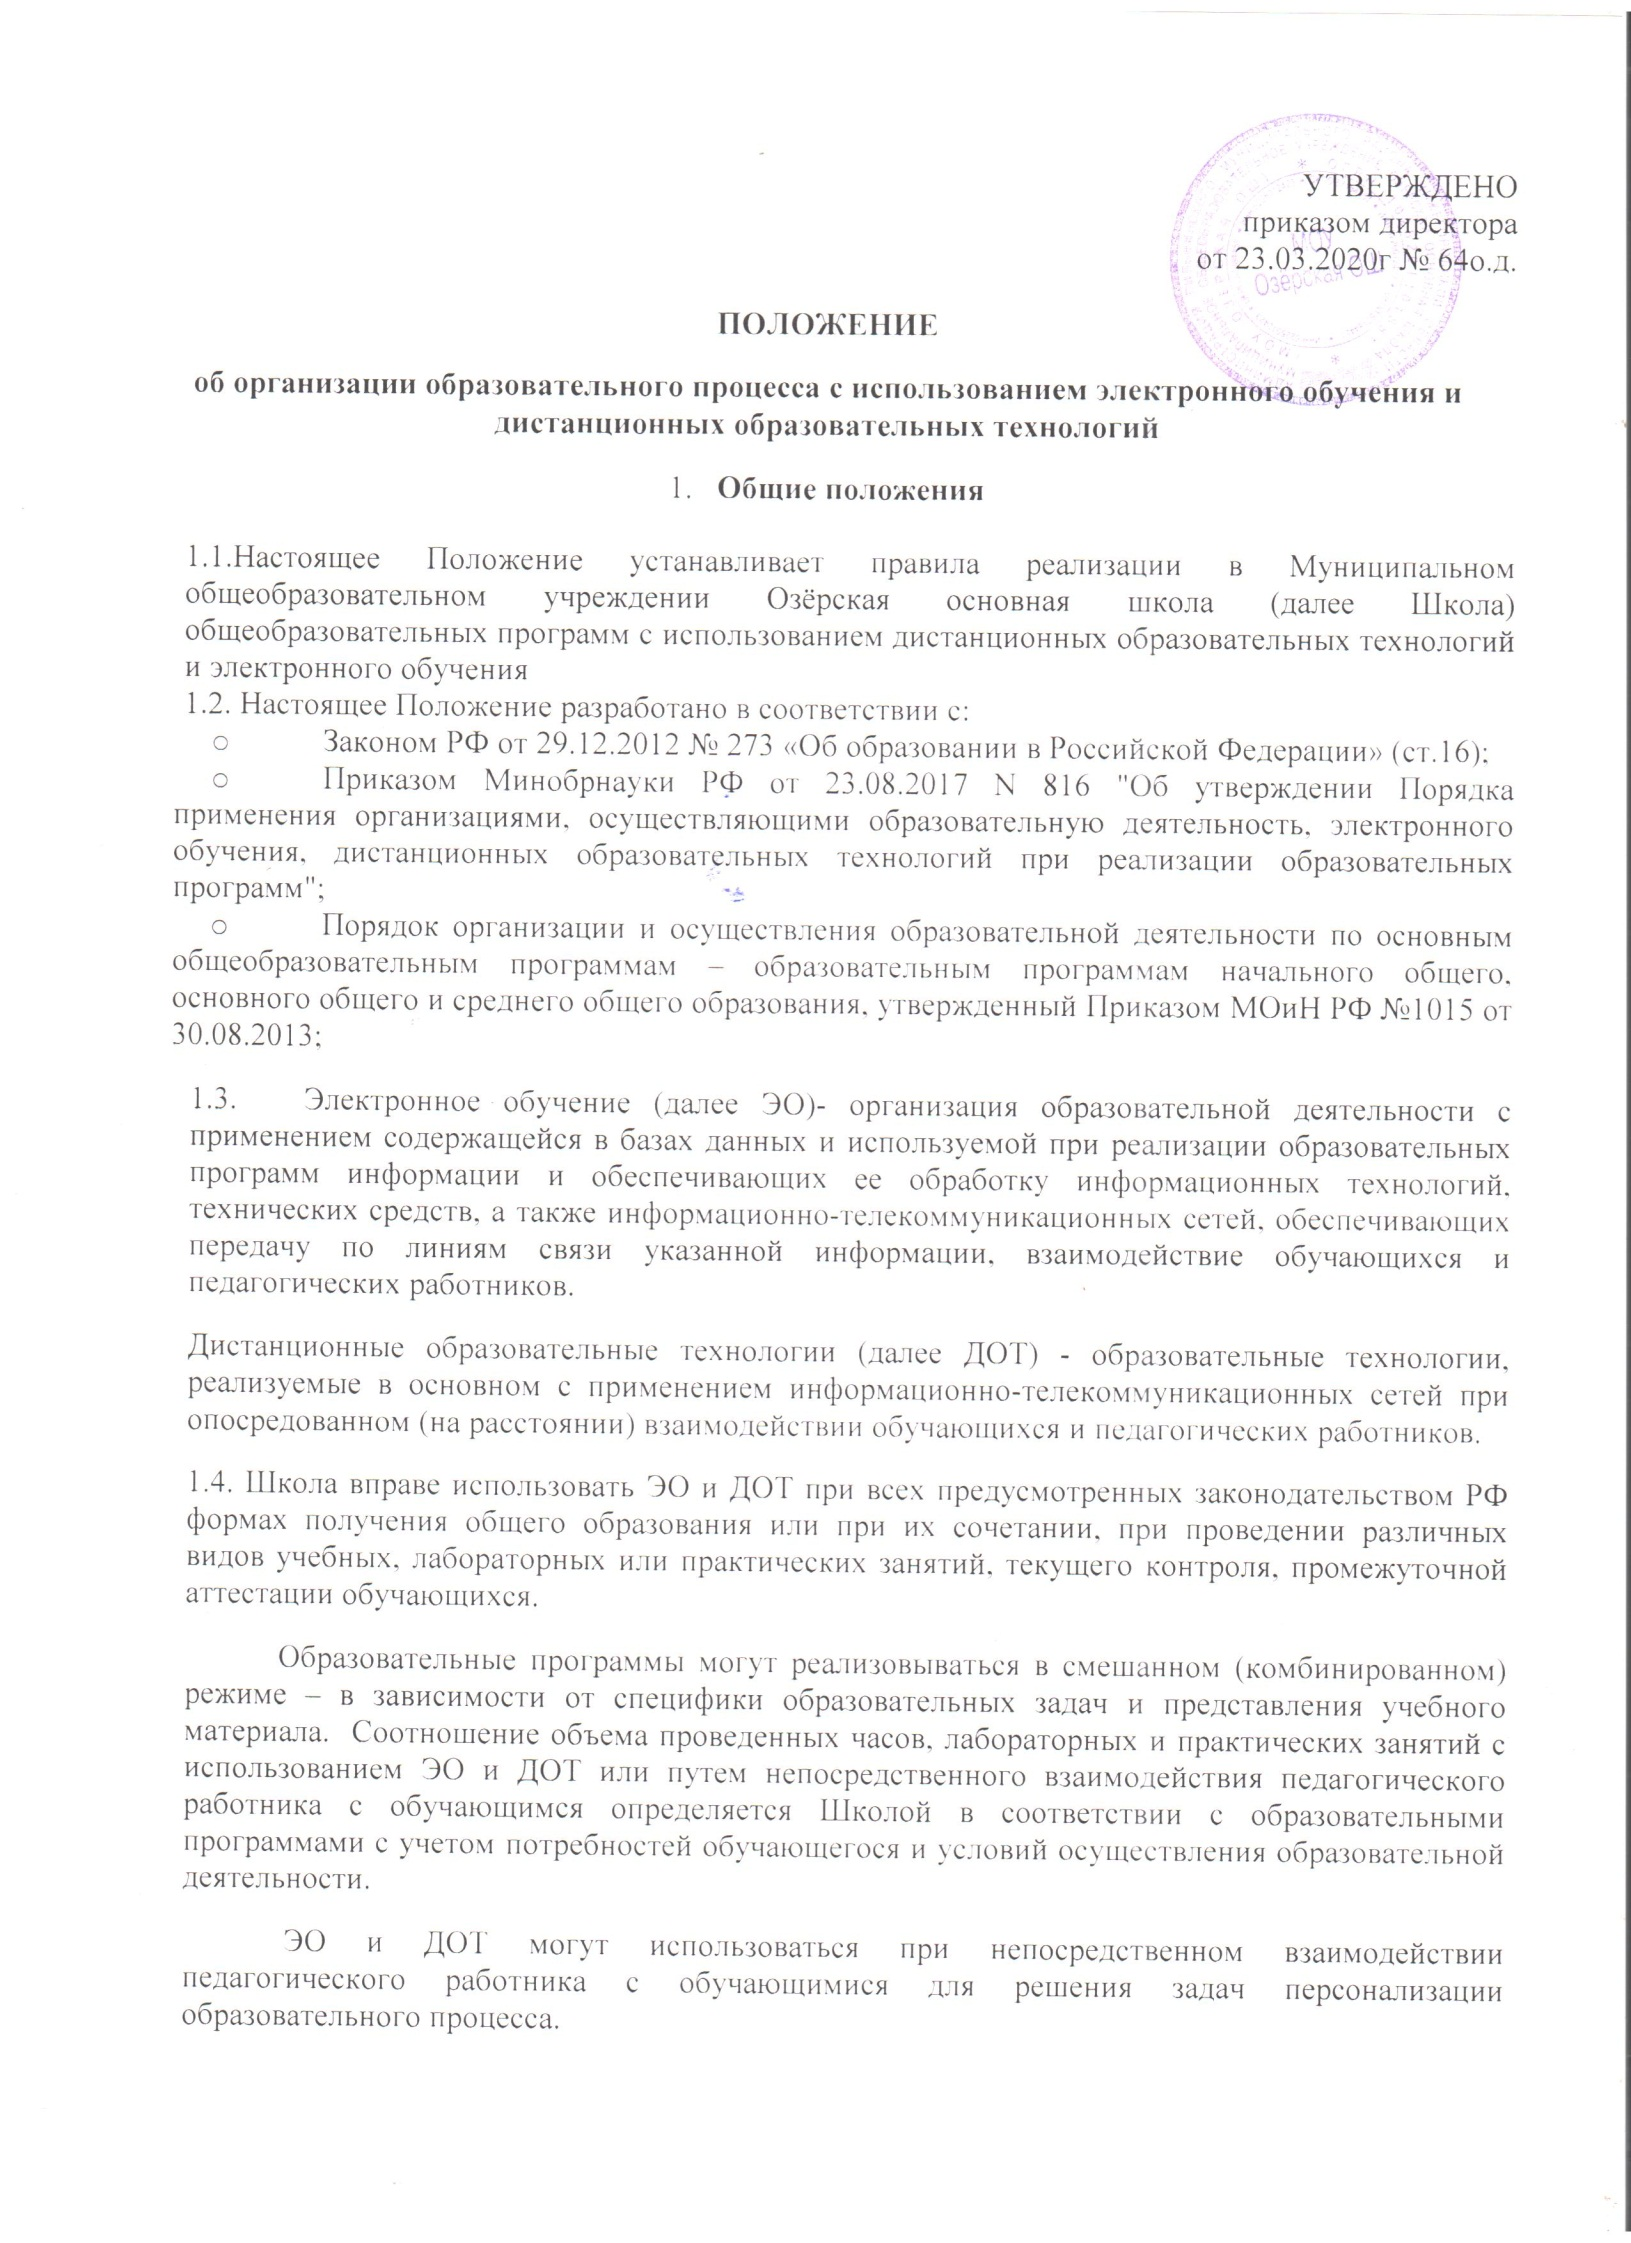 УТВЕРЖДЕНО
приказом директора
от 23.03.2020г № 64о.д.
МОУ
Озерская ОШ
ПОЛОЖЕНИЕ
об организации образовательного процесса с использованием электронного обучения и
дистанционных образовательных технологий
1. Общие положения
1.1.Настоящее Положение устанавливает правила реализации в Муниципальном
общеобразовательном учреждении Озёрская основная школа (далее Школа)
общеобразовательных программ с использованием дистанционных образовательных технологий
и электронного обучения
1.2. Настоящее Положение разработано в соответствии с:
○ Законом РФ от 29.12.2012 № 273 «Об образовании в Российской Федерации» (ст.16);
○ Приказом Минобрнауки РФ от 23.08.2017 N 816 "Об утверждении Порядка
применения организациями, осуществляющими образовательную деятельность, электронного
обучения, дистанционных образовательных технологий при реализации образовательных
программ";
○ Порядок организации и осуществления образовательной деятельности по основным
общеобразовательным программам – образовательным программам начального общего,
основного общего и среднего общего образования, утвержденный Приказом МОиН РФ №1015 от
30.08.2013;
1.3. Электронное обучение (далее ЭО)- организация образовательной деятельности с
применением содержащейся в базах данных и используемой при реализации образовательных
программ информации и обеспечивающих ее обработку информационных технологий,
технических средств, а также информационно-телекоммуникационных сетей, обеспечивающих
передачу по линиям связи указанной информации, взаимодействие обучающихся и
педагогических работников.
Дистанционные образовательные технологии (далее ДОТ) - образовательные технологии,
реализуемые в основном с применением информационно-телекоммуникационных сетей при
опосредованном (на расстоянии) взаимодействии обучающихся и педагогических работников.
1.4. Школа вправе использовать ЭО и ДОТ при всех предусмотренных законодательством РФ
формах получения общего образования или при их сочетании, при проведении различных
видов учебных, лабораторных или практических занятий, текущего контроля, промежуточной
аттестации обучающихся.
Образовательные программы могут реализовываться в смешанном (комбинированном)
режиме – в зависимости от специфики образовательных задач и представления учебного
материала. Соотношение объема проведенных часов, лабораторных и практических занятий с
использованием ЭО и ДОТ или путем непосредственного взаимодействия педагогического
работника с обучающимся определяется Школой в соответствии с образовательными
программами с учетом потребностей обучающегося и условий осуществления образовательной
деятельности.
ЭО и ДОТ могут использоваться при непосредственном взаимодействии
педагогического работника с обучающимися для решения задач персонализации
образовательного процесса.